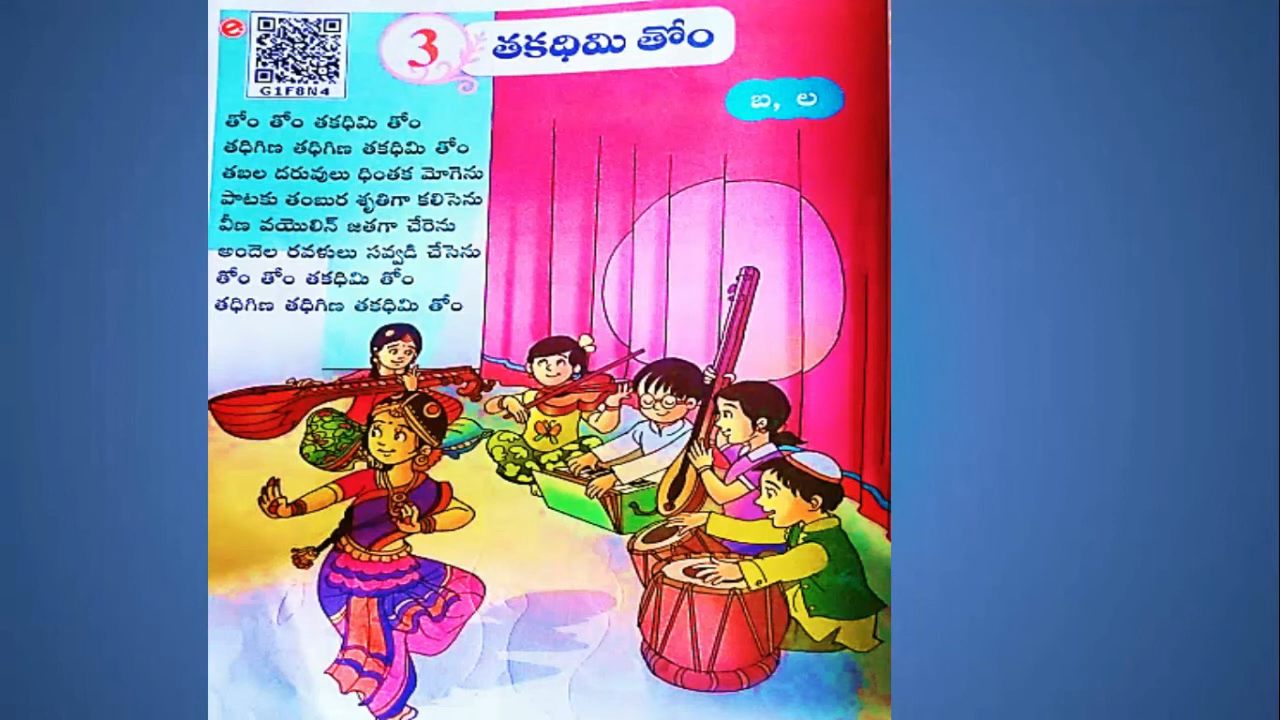 e
G1F8N4
3
తకధిమి తోం
బ, ల
తోం తోం తకధిమి తోం
తధిగిణ తధిగిణ తకధిమి తోం
తబల దరువులు ధింతక మోగెను
పాటకు తంబుర శృతిగా కలిసెను
వీణ వయొలిన్ జతగా చేరెను
అందెల రవళులు సవ్వడి చేసెను
తోం తోం తకధిమి తోం
తధిగిణ తధిగిణ తకధిమి తోం